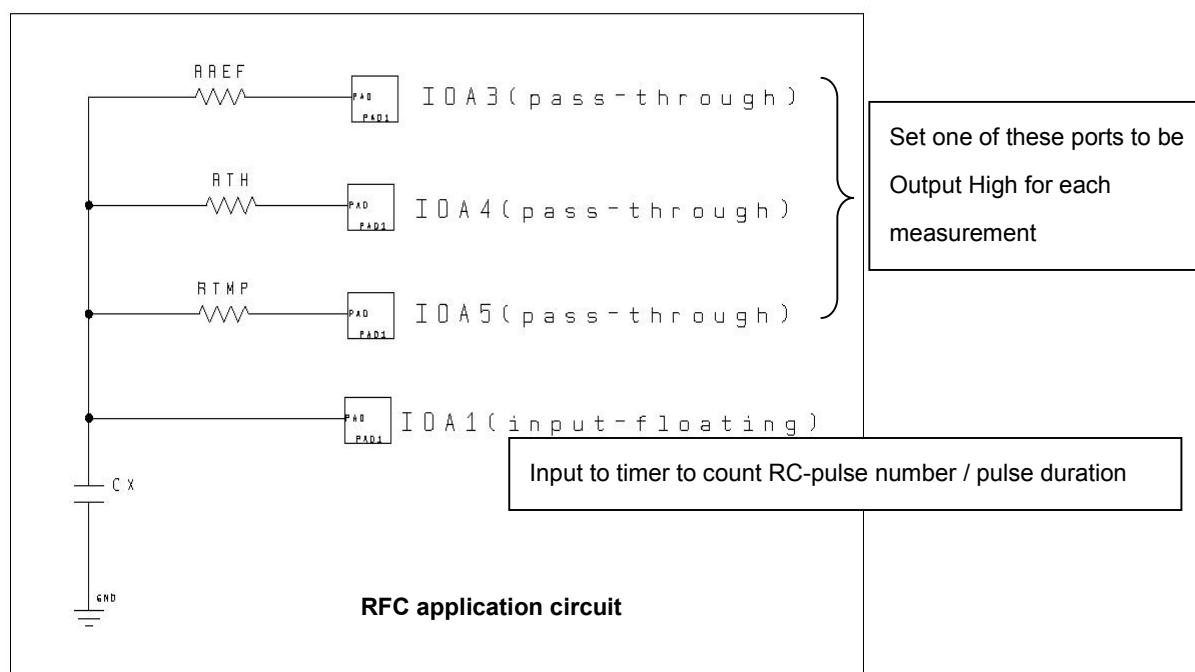 RREF
PAD
PAD1
IOA3(pass-through)
Set one of these ports to be
Output High for each
measurement
RTH
PAD
PAD1
IOA4(pass-through)
RTMP
PAD
PAD1
IOA5(pass-through)
PAD
PAD1
IOA1(input-floating)
Input to timer to count RC-pulse number / pulse duration
CX
GND
RFC application circuit